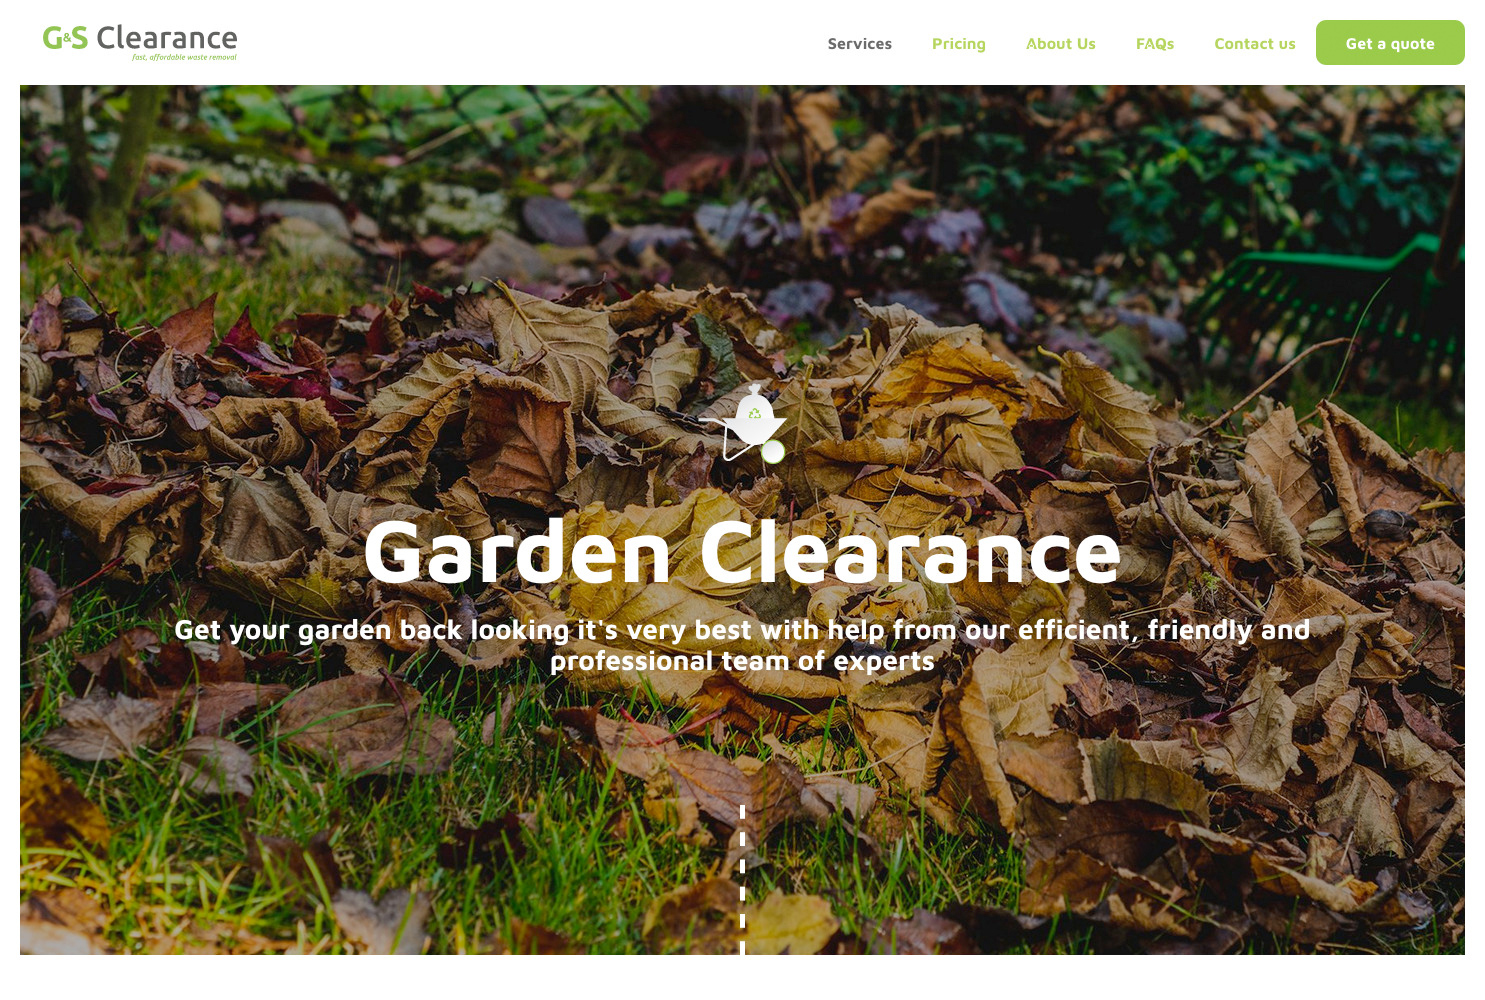 G&S Clearance
fast, affordable waste removal
Services Pricing About Us FAQs Contact us Get a quote
Garden Clearance
Get your garden back looking it's very best with help from our efficient, friendly and
professional team of experts